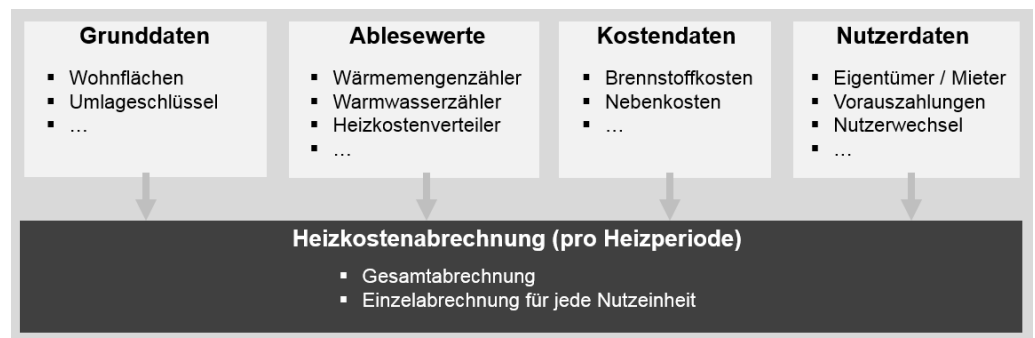 Grunddaten
▪ Wohnflächen
▪ Umlageschlüssel
▪ …
Ablesewerte
▪ Wärmemengenzähler
▪ Warmwasserzähler
▪ Heizkostenverteiler
▪ …
Kostendaten
▪ Brennstoffkosten
▪ Nebenkosten
▪ …
Nutzerdaten
▪ Eigentümer / Mieter
▪ Vorauszahlungen
▪ Nutzerwechsel
▪ …
Heizkostenabrechnung (pro Heizperiode)
▪ Gesamtabrechnung
▪ Einzelabrechnung für jede Nutzeinheit